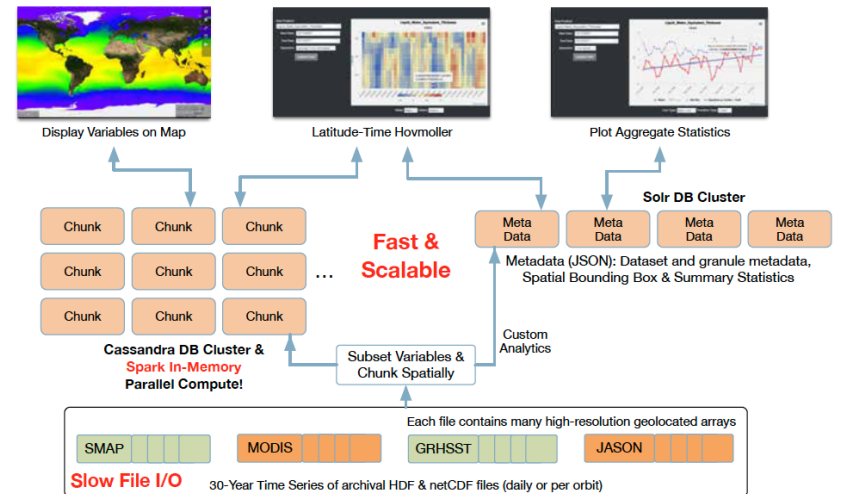 Liquid_Water_Equivalent_Thickness
Liquid_Water_Equivalent_Thickness
Display Variables on Map
Latitude-Time Hovmoller
Plot Aggregate Statistics
Solr DB Cluster
Chunk
Chunk
Chunk
Meta
Data
Meta
Data
Meta
Data
Meta
Data
Fast &
Scalable
Chunk
Chunk
Chunk
...
Metadata (JSON): Dataset and granule metadata,
Spatial Bounding Box & Summary Statistics
Chunk
Chunk
Chunk
Custom
Analytics
Cassandra DB Cluster &
Spark In-Memory
Parallel Compute!
Subset Variables &
Chunk Spatially
Each file contains many high-resolution geolocated arrays
SMAP
MODIS
GRHSST
JASON
Slow File I/O
30-Year Time Series of archival HDF & netCDF files (daily or per orbit)